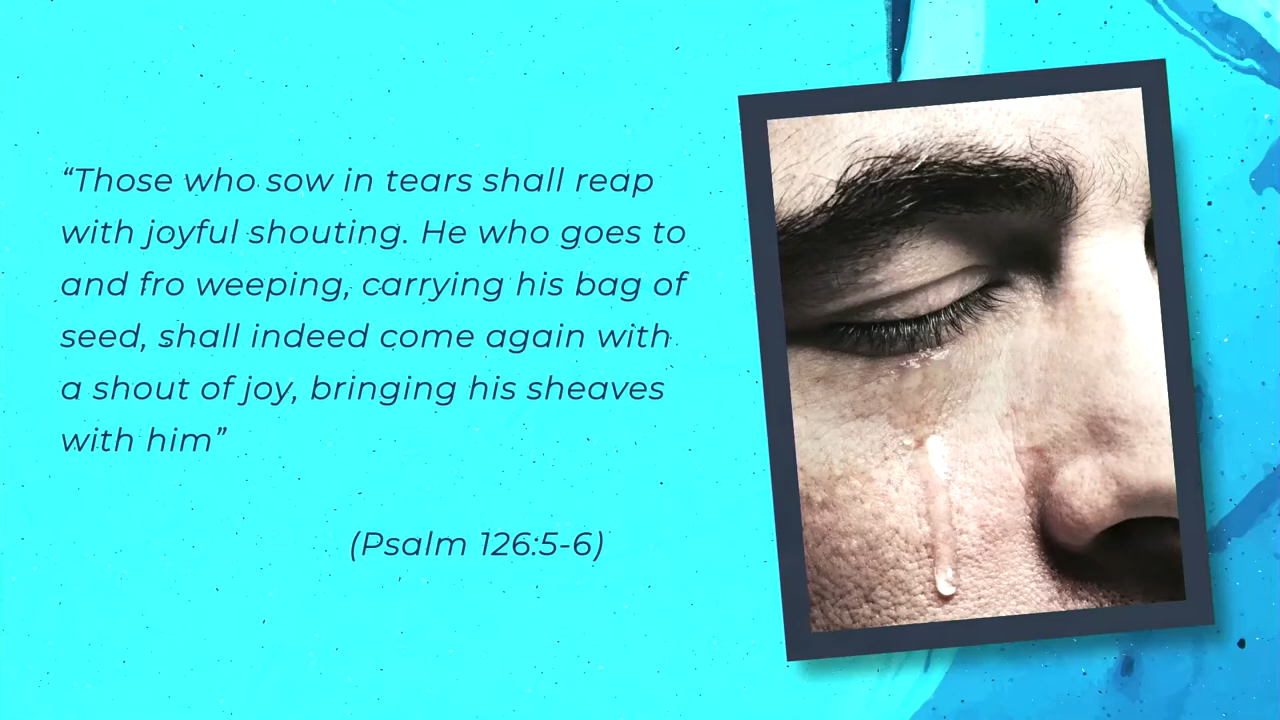 “Those who sow in tears shall reap
with joyful shouting. He who goes to
and fro weeping, carrying his bag of
seed, shall indeed come again with
a shout of joy, bringing his sheaves
with him”
(Psalm 126:5-6)